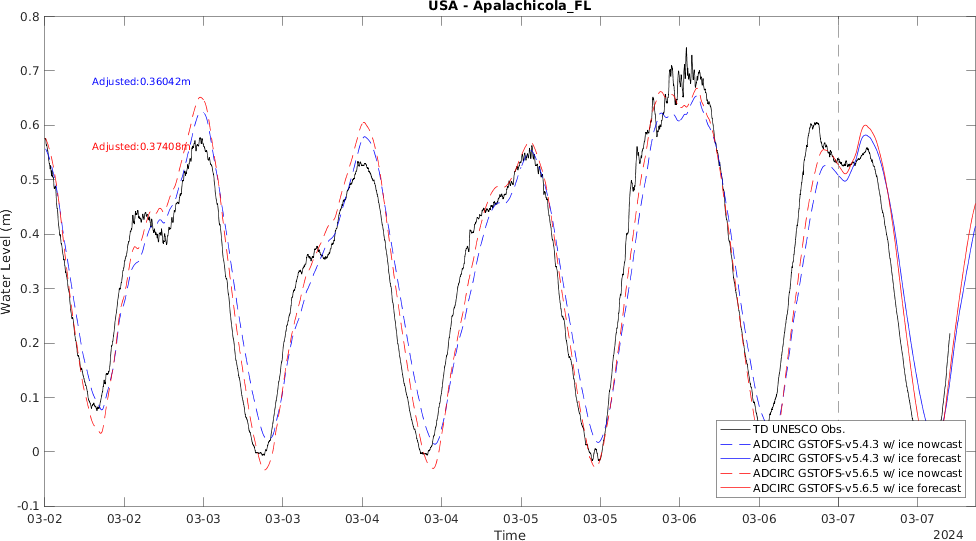 USA - Apalachicola_FL
0.8
0.7
0.6
0.5
0.4
0.3
0.2
0.1
0
-0.1
Water Level (m)
Adjusted:0.36042m
Adjusted:0.37408m
TD UNESCO Obs.
ADCIRC GSTOFS-v5.4.3 w/ ice nowcast
ADCIRC GSTOFS-v5.4.3 w/ ice forecast
ADCIRC GSTOFS-v5.6.5 w/ ice nowcast
ADCIRC GSTOFS-v5.6.5 w/ ice forecast
03-02 03-02 03-03 03-03 03-04 03-04 03-05 03-05 03-06 03-06 03-07 03-07
Time
2024